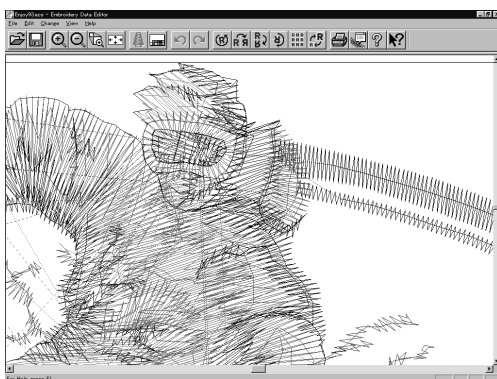 Enjoy93.eco - Embroidery Data Editor
File Edit Change View Help
For Help, press F1